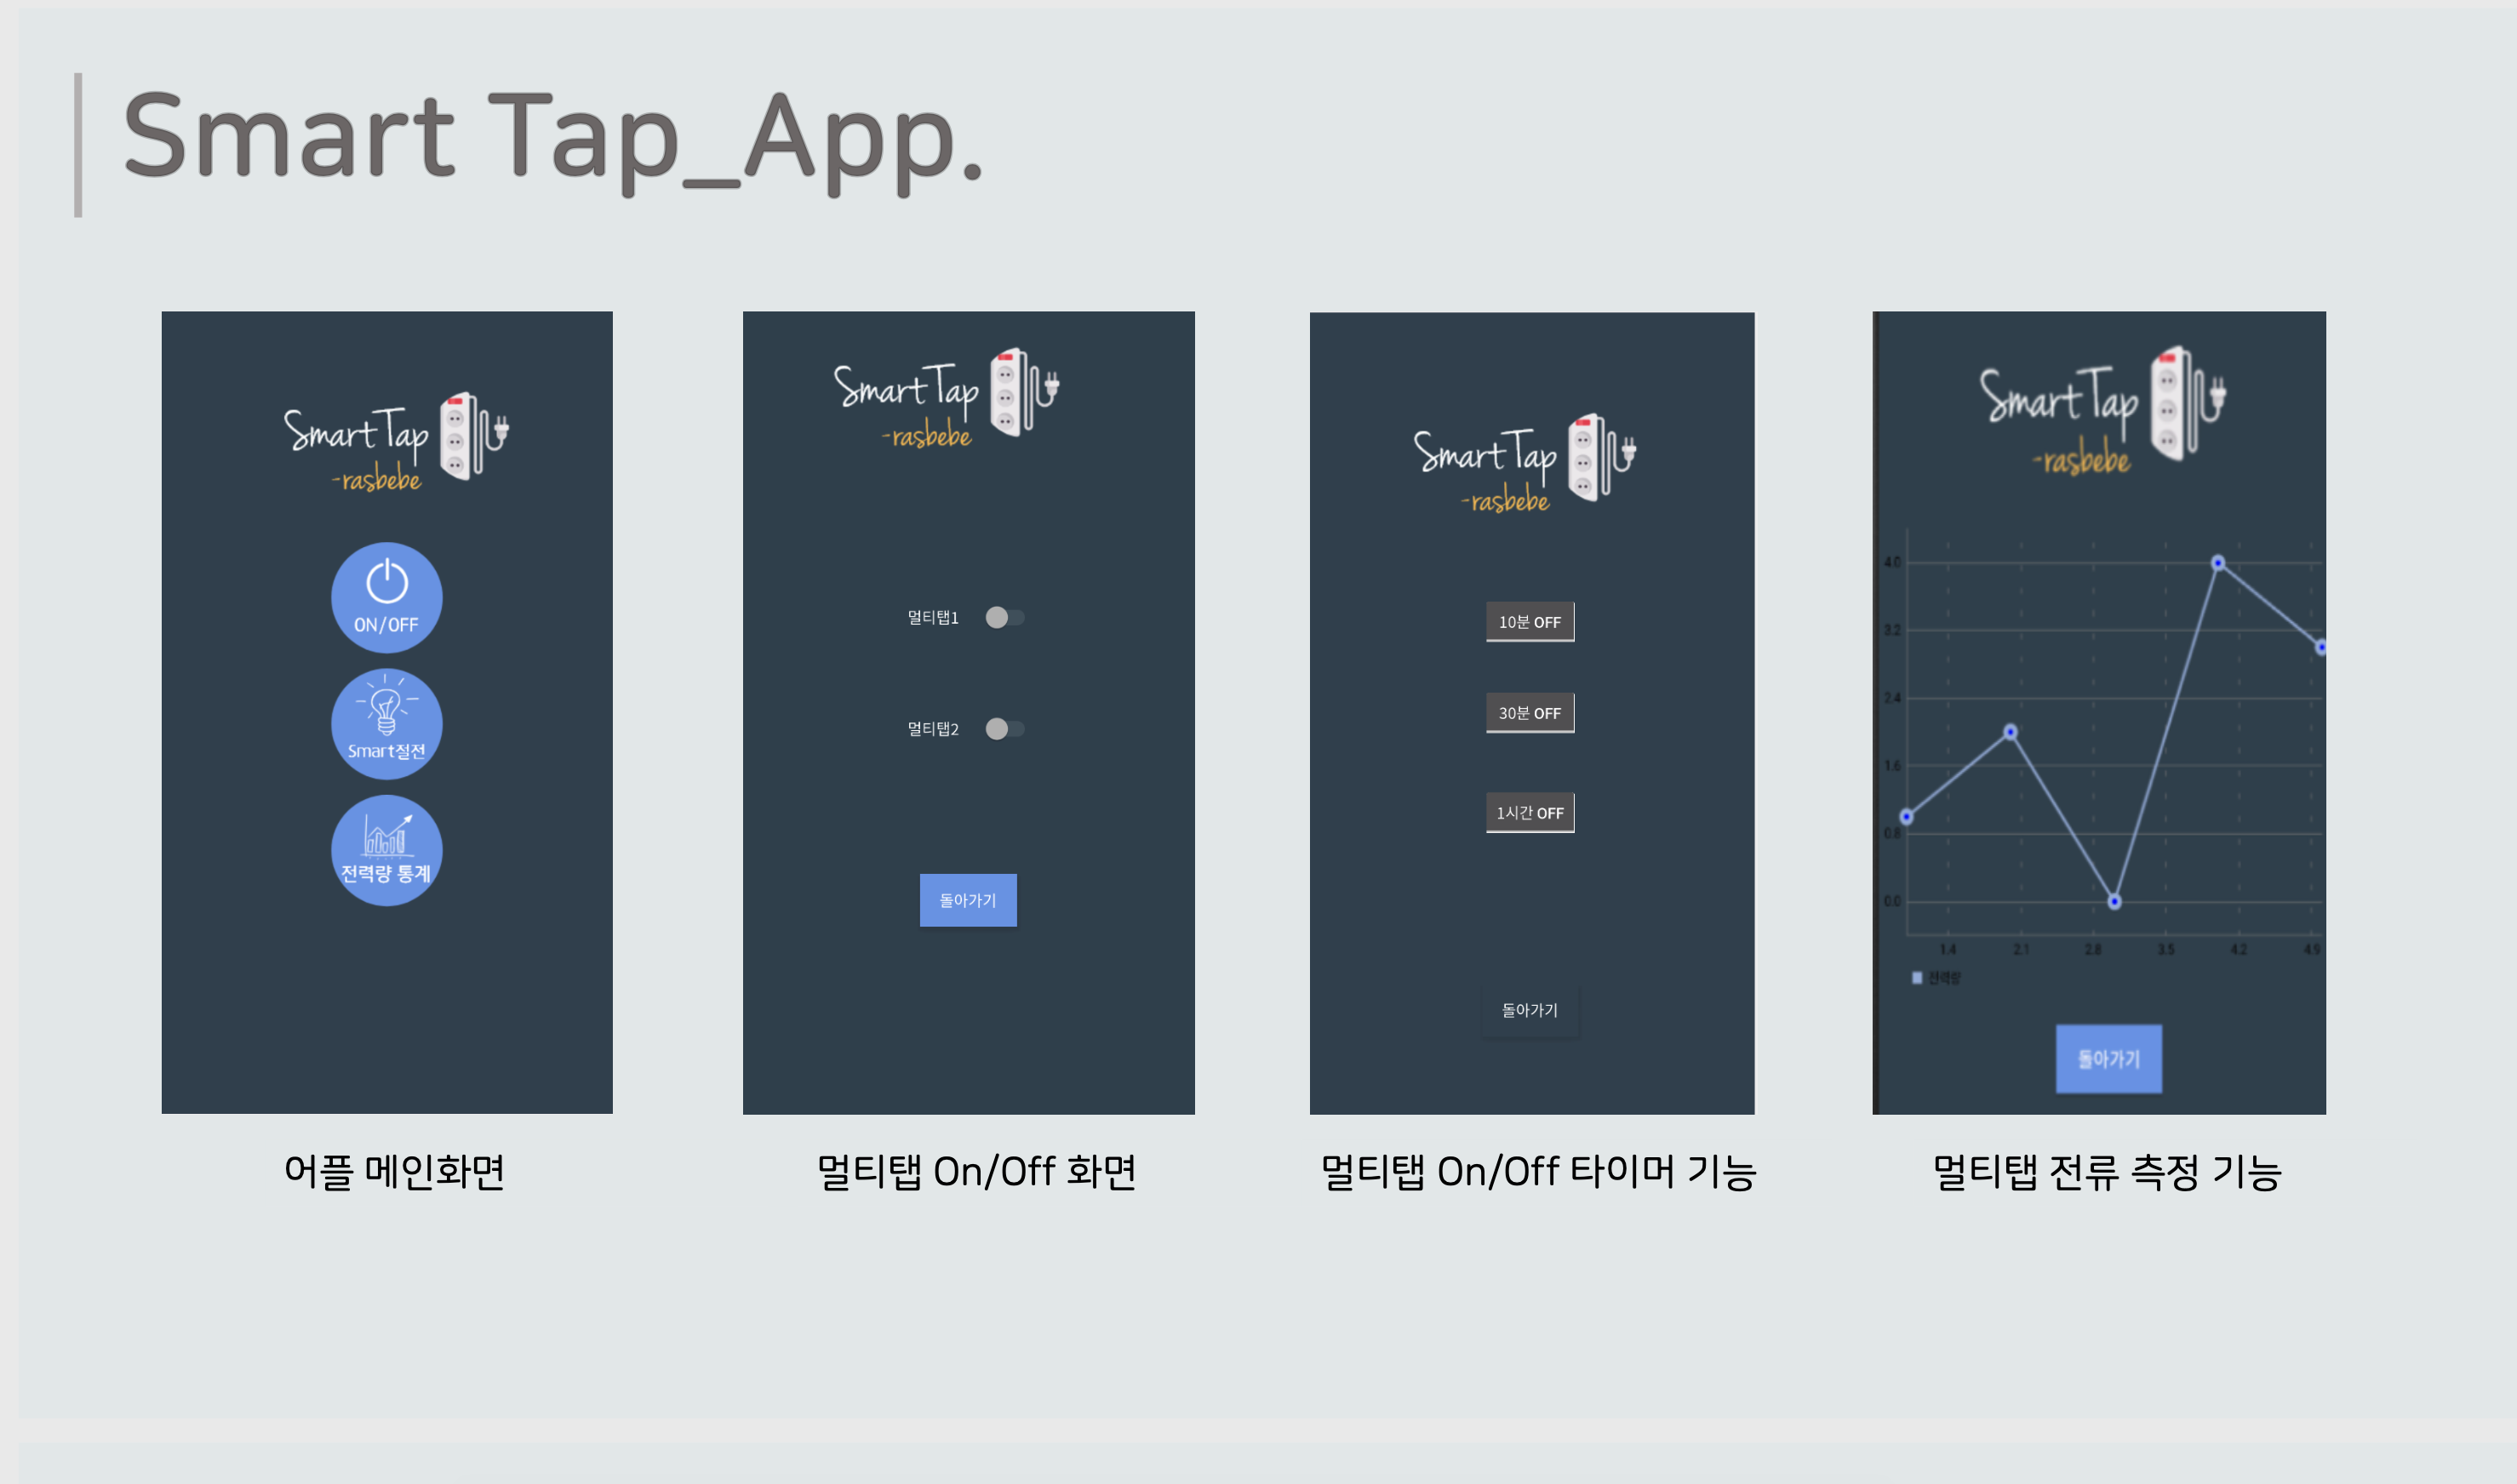 Smart Tap_App.
Smart Tap
-rasbebe
ON/OFF
Smart절전
전력량 통계
어플 메인화면
Smart Tap
-rasbebe
멀티탭1
멀티탭2
돌아가기
멀티탭 On/Off 화면
Smart Tap
-rasbebe
10분 OFF
30분 OFF
1시간 OFF
돌아가기
멀티탭 On/Off 타이머 기능
Smart Tap
-rasbebe
4.0
3.2
2.4
1.6
0.8
0.0
1.4 2.1 2.8 3.5 4.2 4.9
전력량
돌아가기
멀티탭 전류 측정 기능